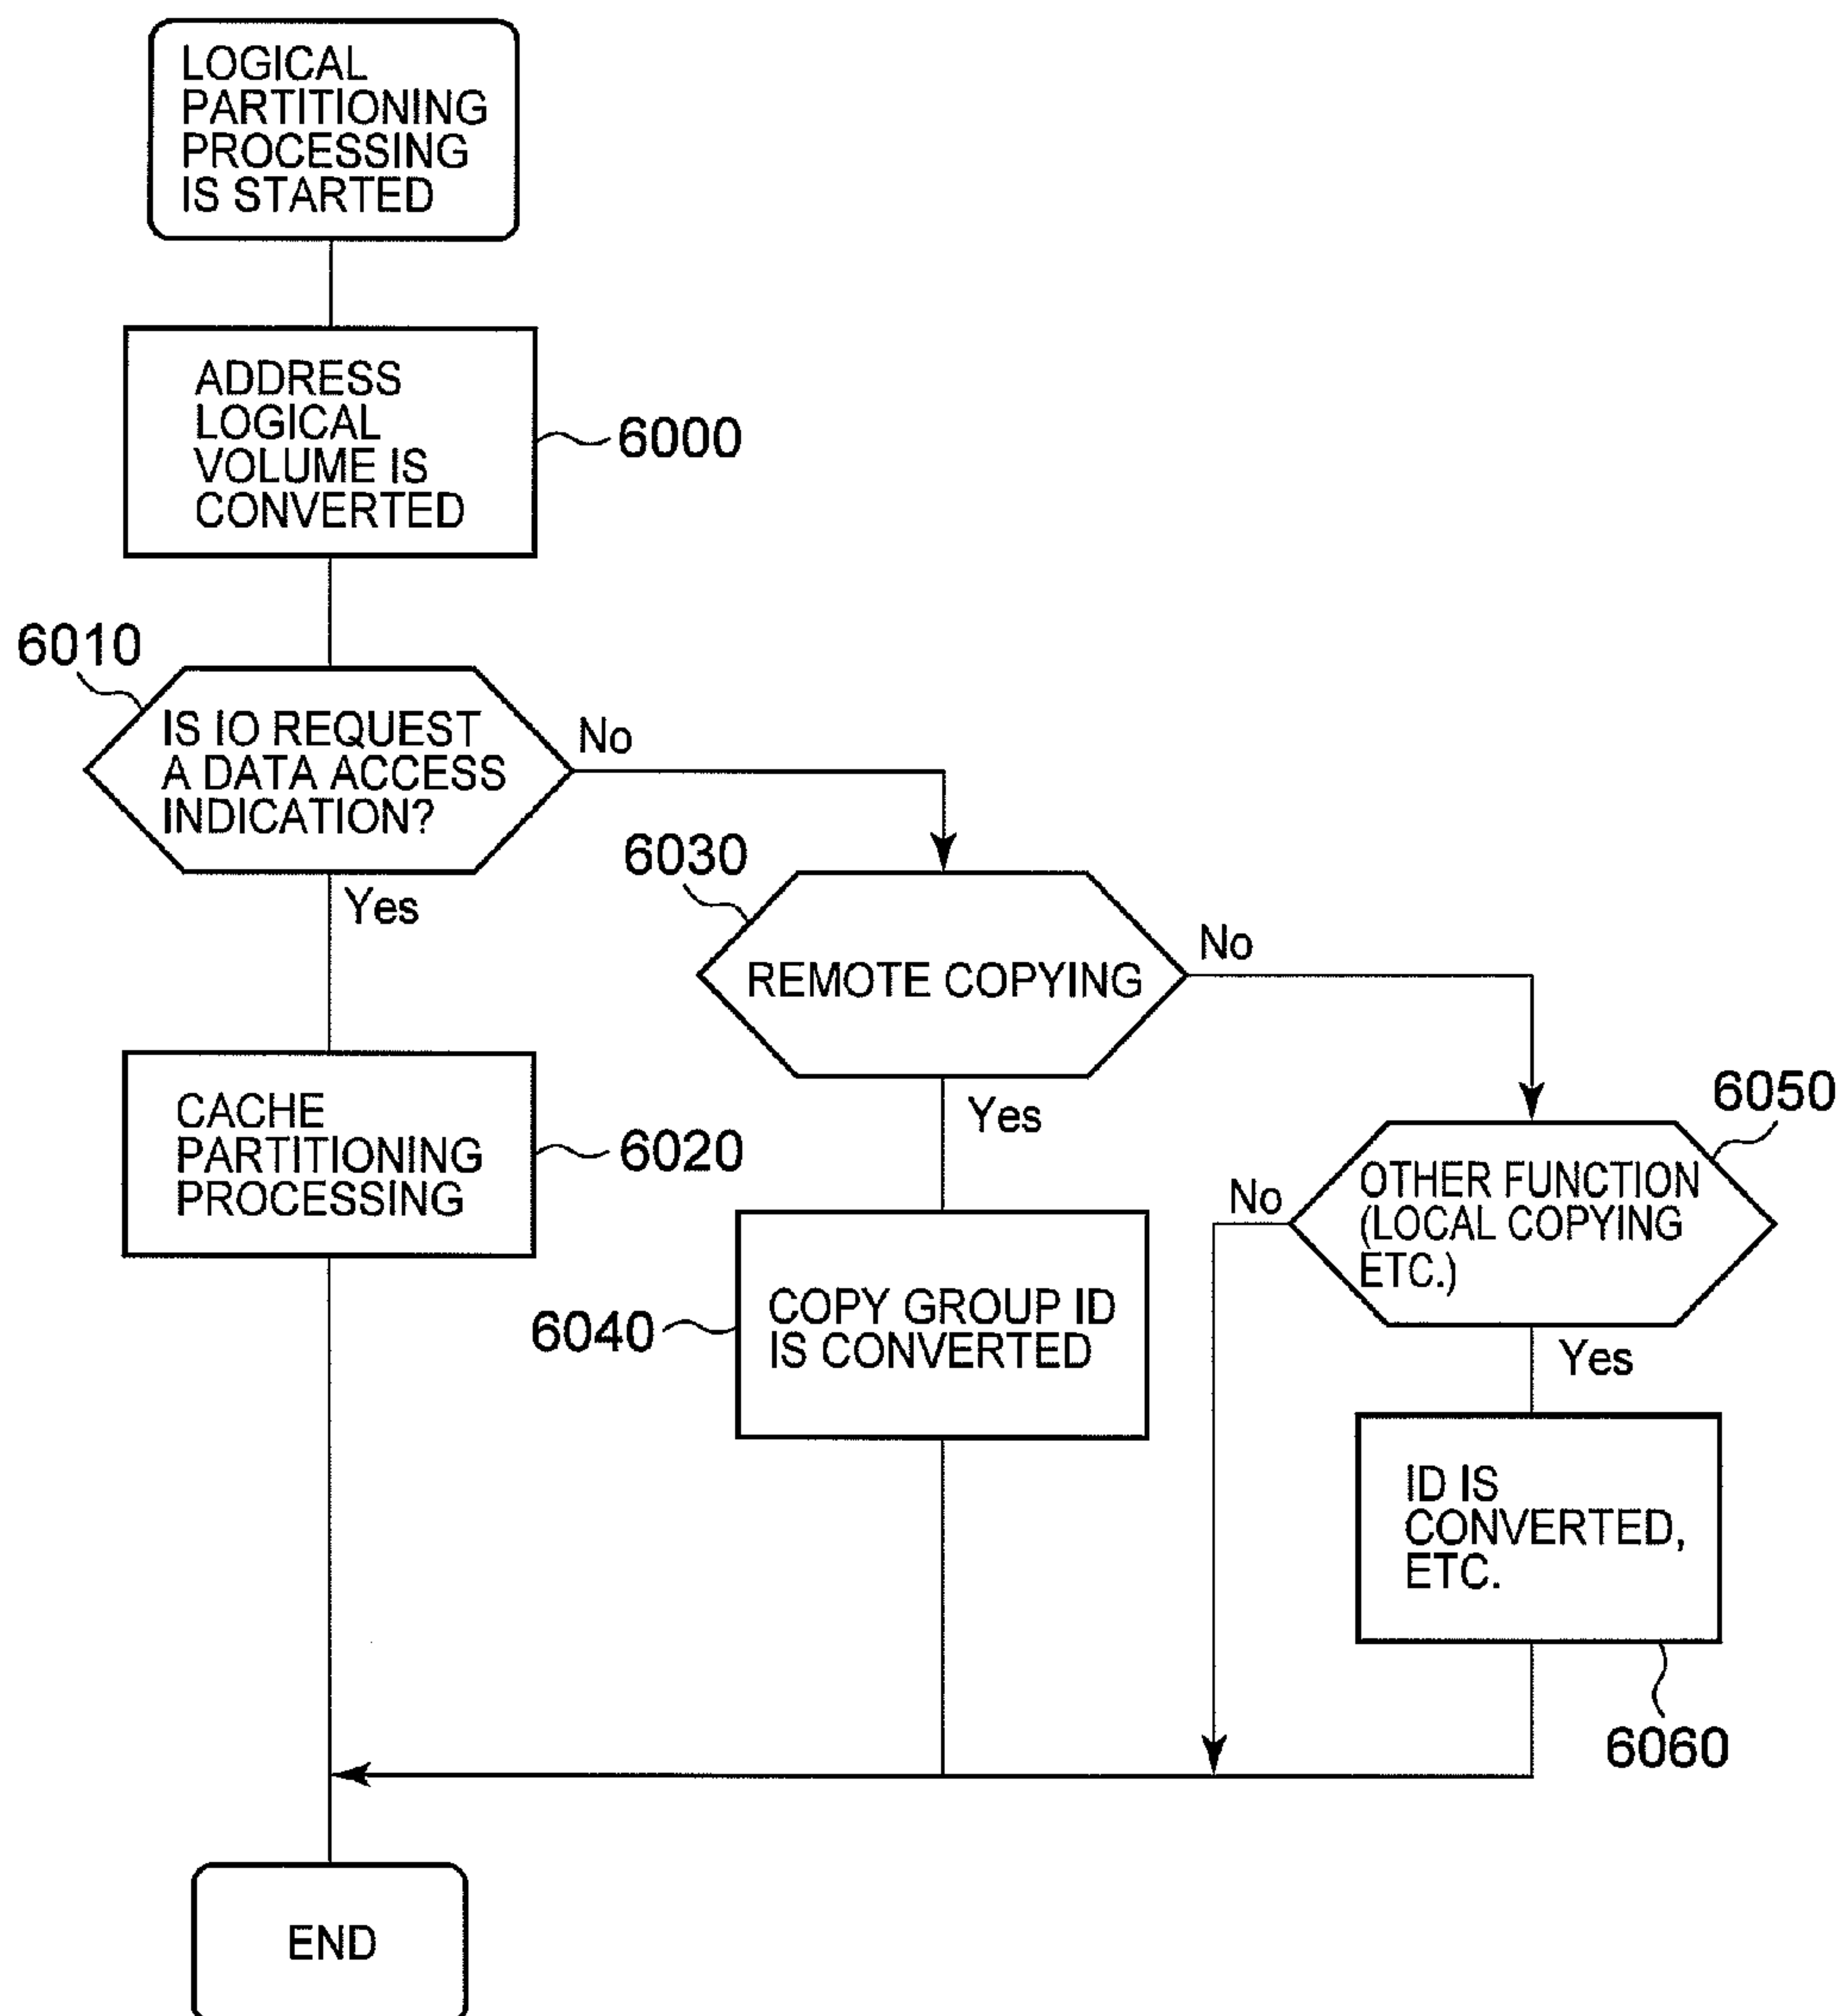 LOGICAL
PARTITIONING
PROCESSING
IS STARTED
ADDRESS
LOGICAL
VOLUME IS
CONVERTED
6000
6010
IS IO REQUEST
A DATA ACCESS
INDICATION?
No
Yes
6030
REMOTE COPYING
No
Yes
CACHE
PARTITIONING
PROCESSING
6020
6050
OTHER FUNCTION
(LOCAL COPYING
ETC.)
No
Yes
6040
COPY GROUP ID
IS CONVERTED
ID IS
CONVERTED,
ETC.
6060
END